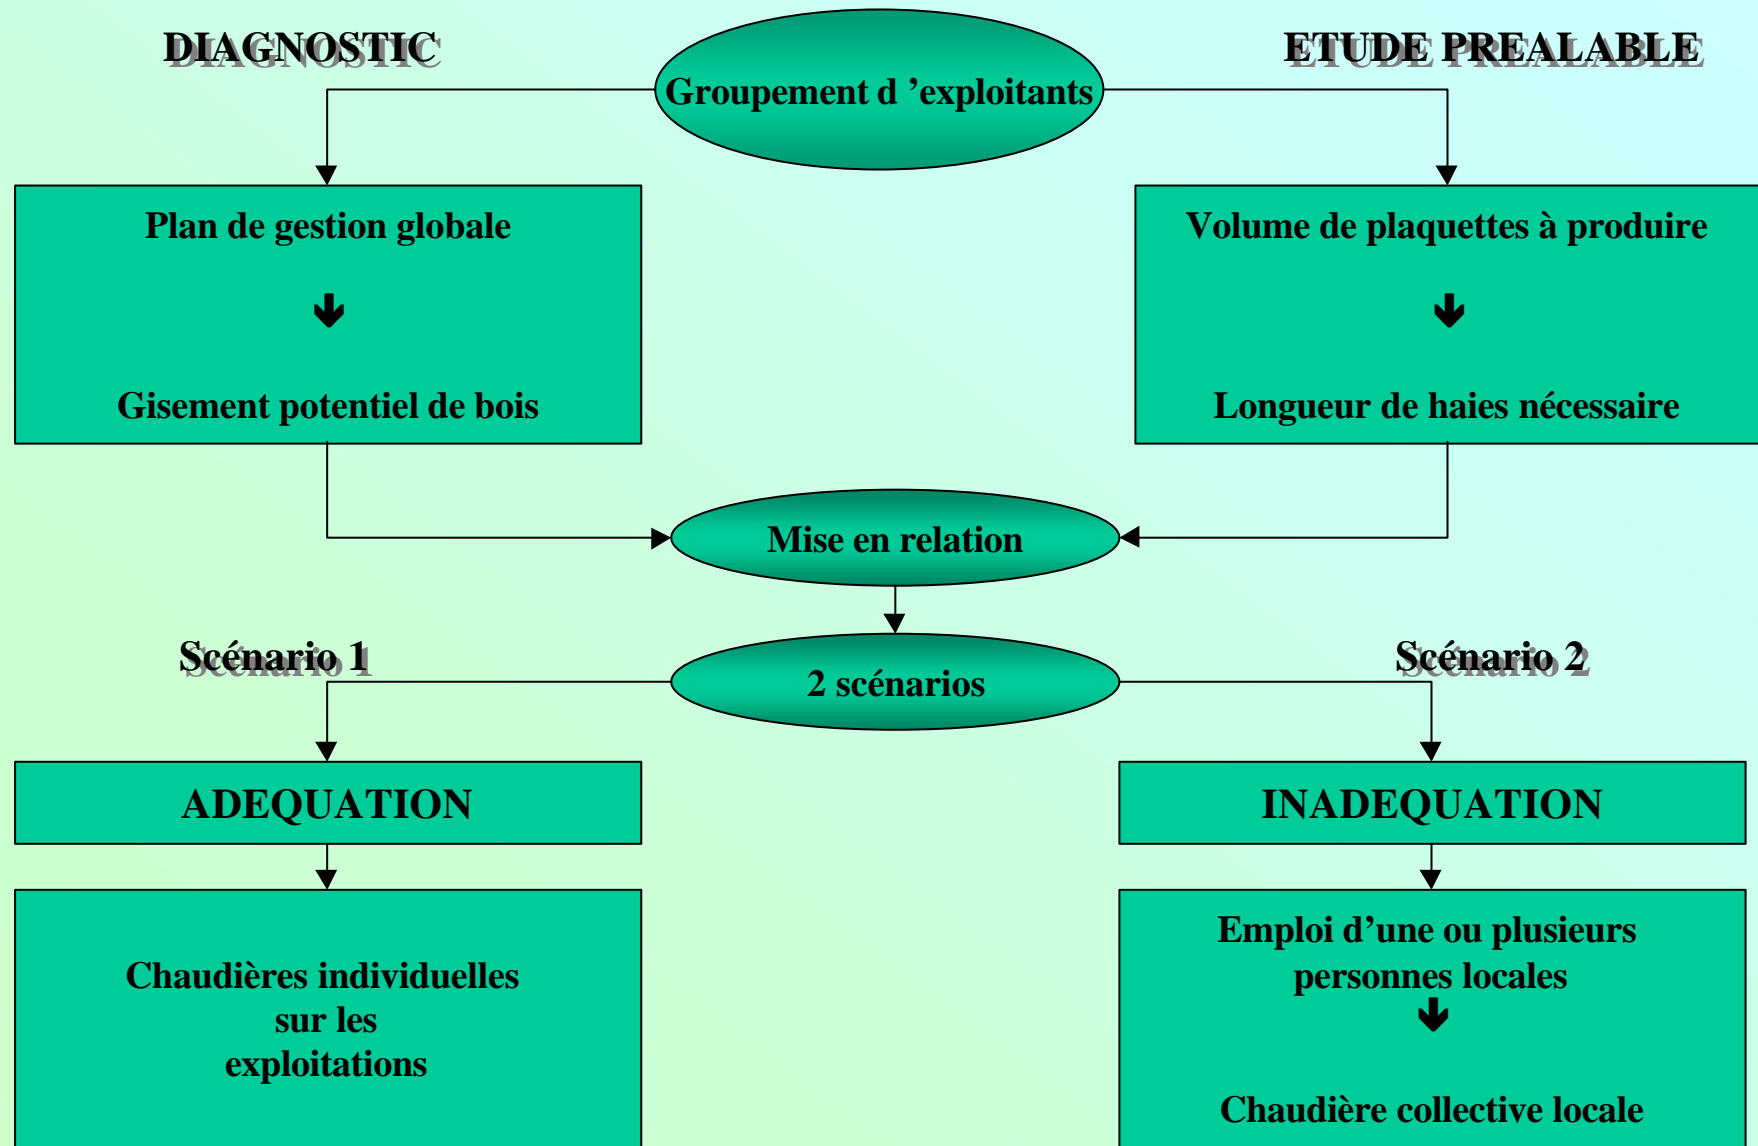 DIAGNOSTIC
ETUDE PREALABLE
Groupement d ’exploitants
Plan de gestion globale
Gisement potentiel de bois
Volume de plaquettes à produire
Longueur de haies nécessaire
Mise en relation
Scénario 1
2 scénarios
Scénario 2
ADEQUATION
INADEQUATION
Chaudières individuelles
sur les
exploitations
Emploi d’une ou plusieurs
personnes locales
Chaudière collective locale